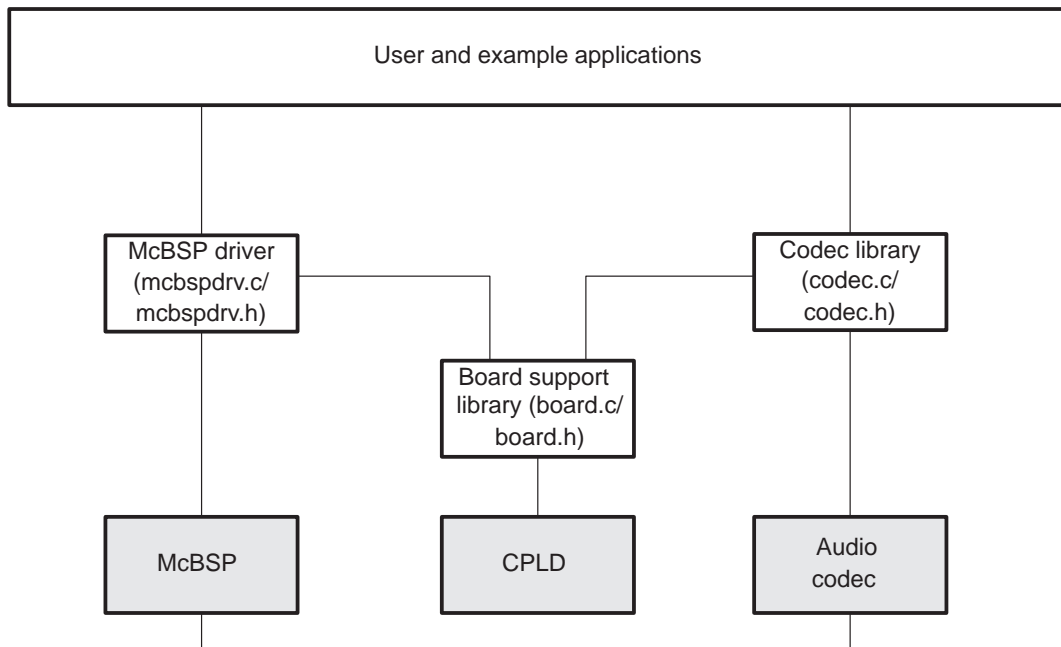 User and example applications
McBSP driver
(mcbspdrv.c/
mcbspdrv.h)
Codec library
(codec.c/
codec.h)
Board support
library (board.c/
board.h)
McBSP
CPLD
Audio
codec